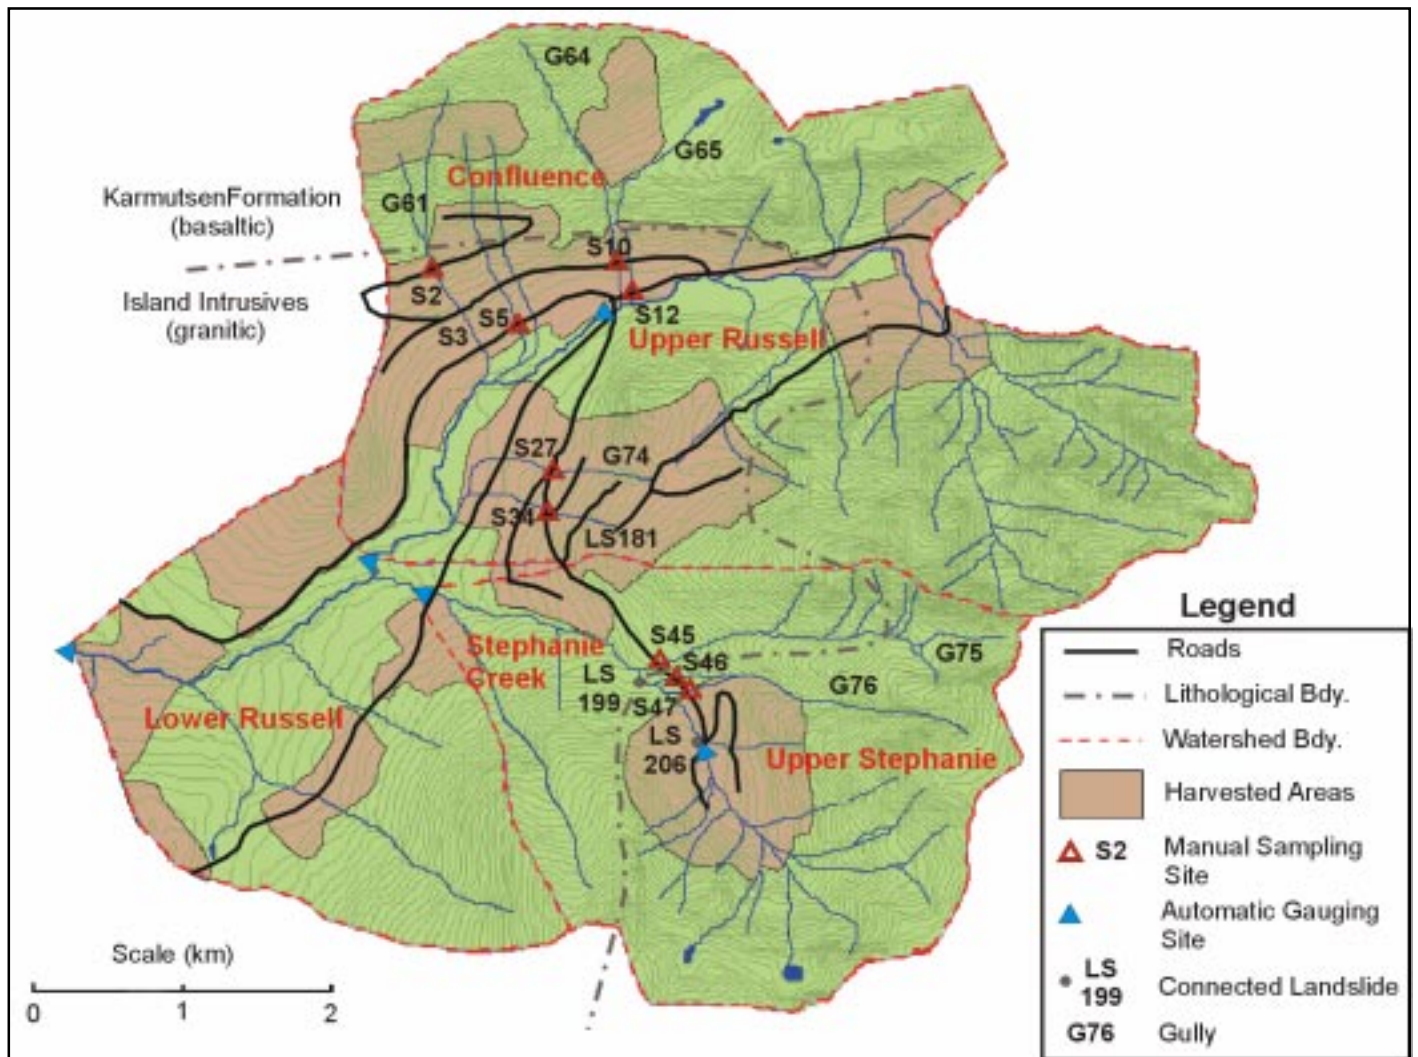 G64
G65
Confluence
KarmutsenFormation
(basaltic)
G61
S10
Island Intrusives
(granitic)
S2
S3
S5
S12
Upper Russell
S27
G74
S34
LS181
Stephanie
Creek
S45
S46
LS
199
S47
G75
G76
LS
206
Lower Russell
Upper Stephanie
Scale (km)
0 1 2
Legend
Roads
Lithological Bdy.
Watershed Bdy.
Harvested Areas
S2 Manual Sampling
Site
Automatic Gauging
Site
LS
199 Connected Landslide
G76 Gully